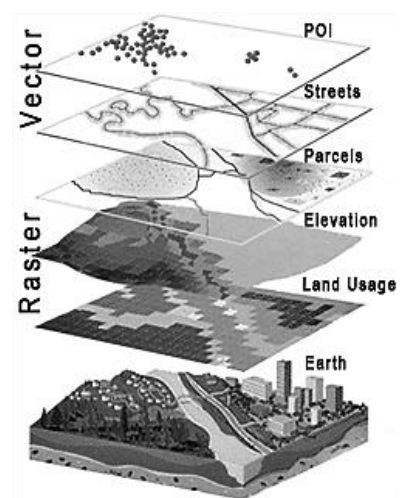 POI
Vector
Streets
Parcels
Elevation
Raster
Land Usage
Earth